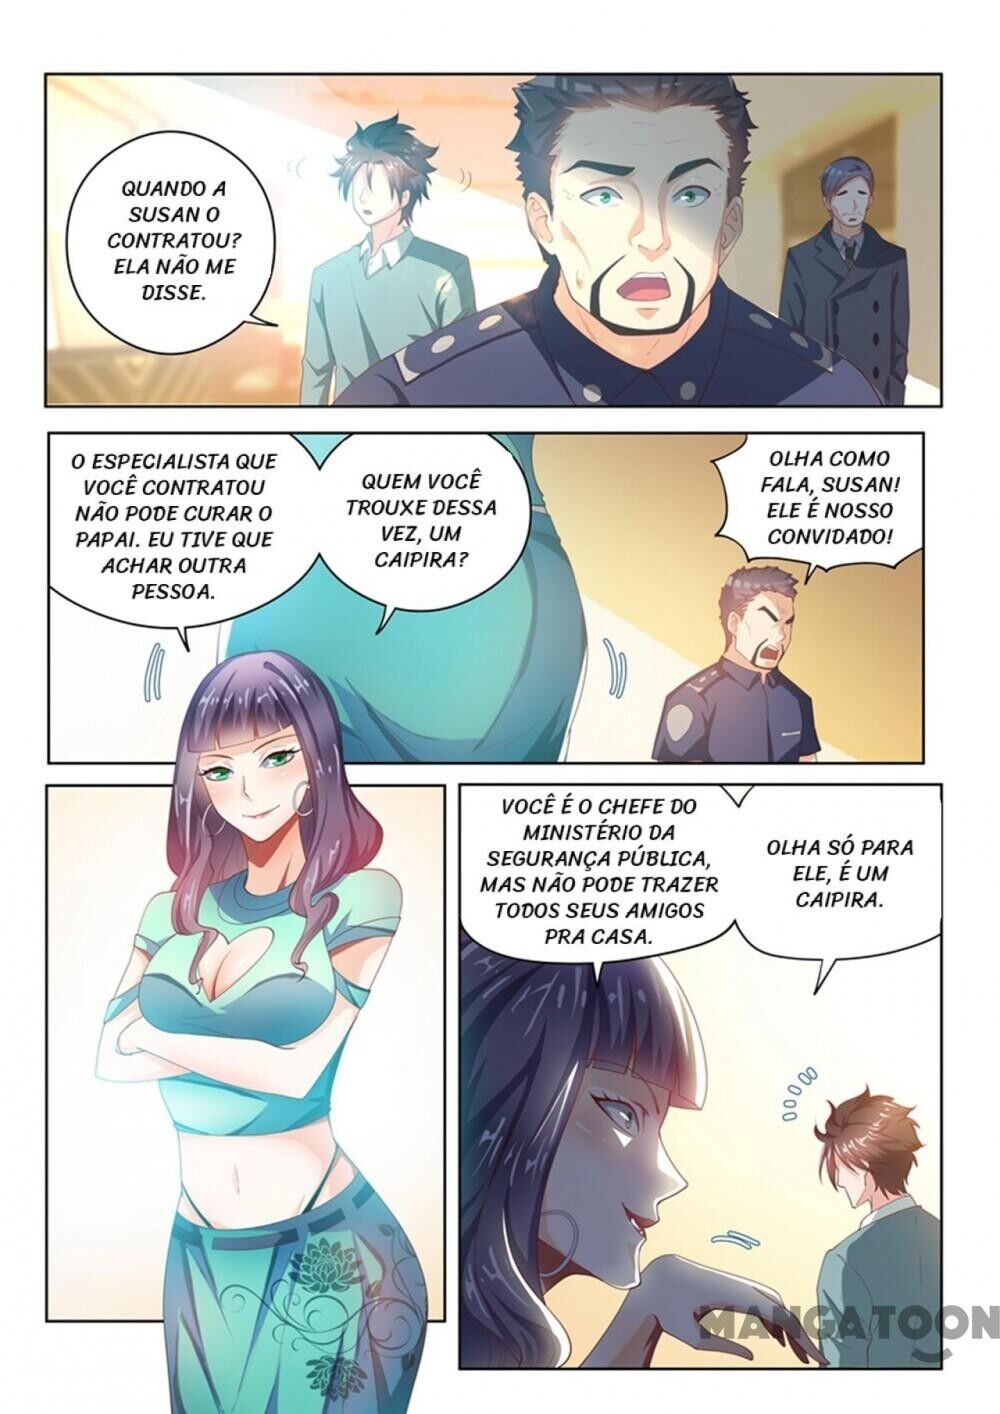 QUANDO A
SUSAN O
CONTRATOU?
ELA NÃO ME
DISSE.
O ESPECIALISTA QUE
VOCÊ CONTRATOU
NÃO PODE CURAR O
PAPAI. EU TIVE QUE
ACHAR OUTRA
PESSOA.
QUEM VOCÊ
TROUXE DESSA
VEZ, UM
CAIPIRA?
OLHA COMO
FALA, SUSAN!
ELE É NOSSO
CONVIDADO!
VOCÊ É O CHEFE DO
MINISTÉRIO DA
SEGURANÇA PÚBLICA,
MAS NÃO PODE TRAZER
TODOS SEUS AMIGOS
PRA CASA.
OLHA SÓ PARA
ELE, É UM
CAIPIRA.
MANGATOON